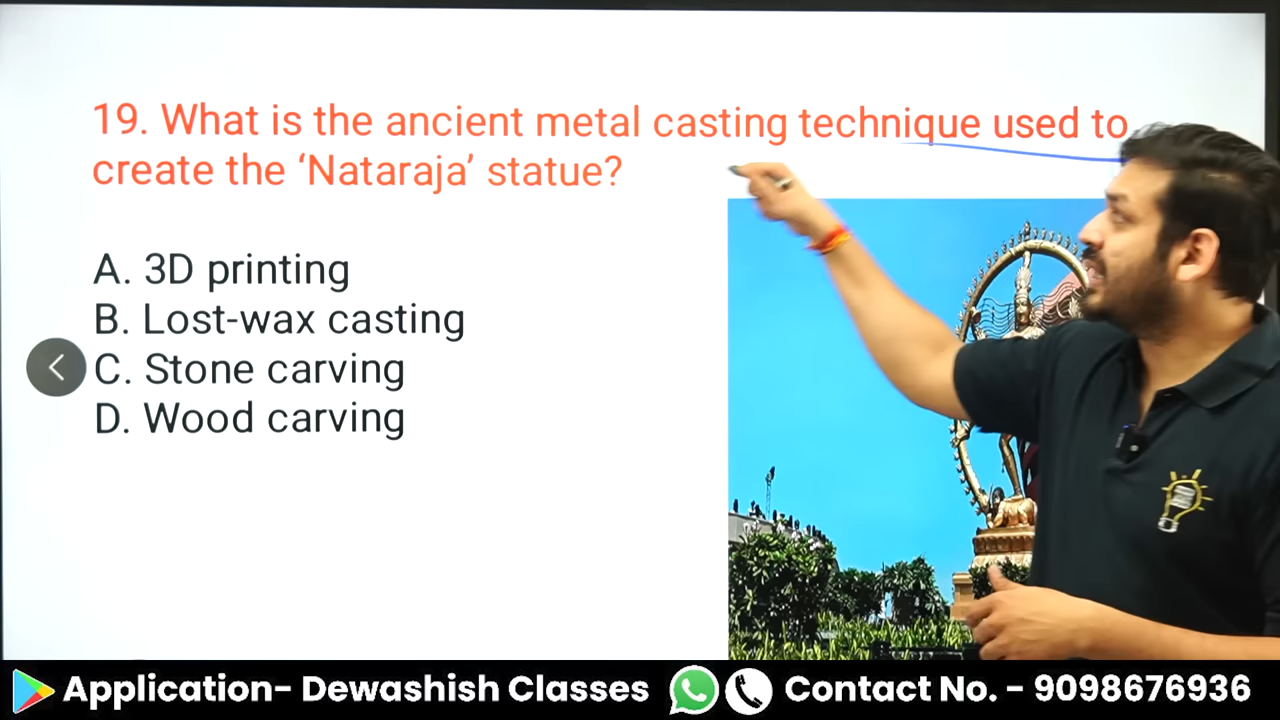 19. What is the ancient metal casting technique used to
create the ‘Nataraja’ statue?
A. 3D printing
B. Lost-wax casting
C. Stone carving
D. Wood carving
Application- Dewashish Classes
Contact No. - 9098676936